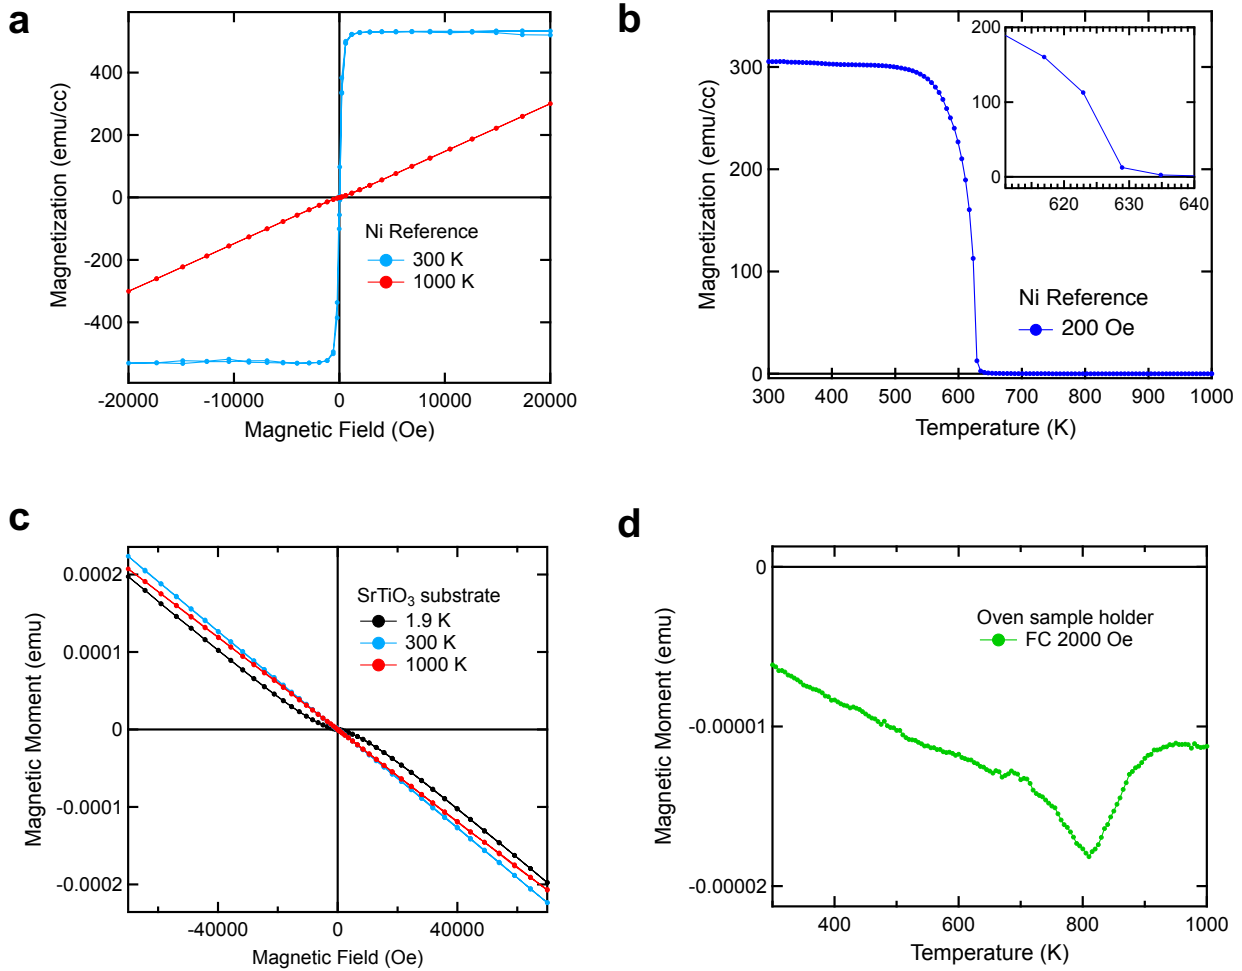 a
Magnetization (emu/cc)
400
200
0
-200
-400
Ni Reference
300 K
1000 K
-20000
-10000
0
10000
20000
Magnetic Field (Oe)
b
Magnetization (emu/cc)
300
200
100
0
200
100
0
620
630
640
Ni Reference
200 Oe
300
400
500
600
700
800
900
1000
Temperature (K)
c
Magnetic Moment (emu)
0.0002
0.0001
0
-0.0001
-0.0002
SrTiO₃ substrate
1.9 K
300 K
1000 K
-40000
0
40000
Magnetic Field (Oe)
d
Magnetic Moment (emu)
0
-0.00001
-0.00002
Oven sample holder
FC 2000 Oe
400
600
800
1000
Temperature (K)